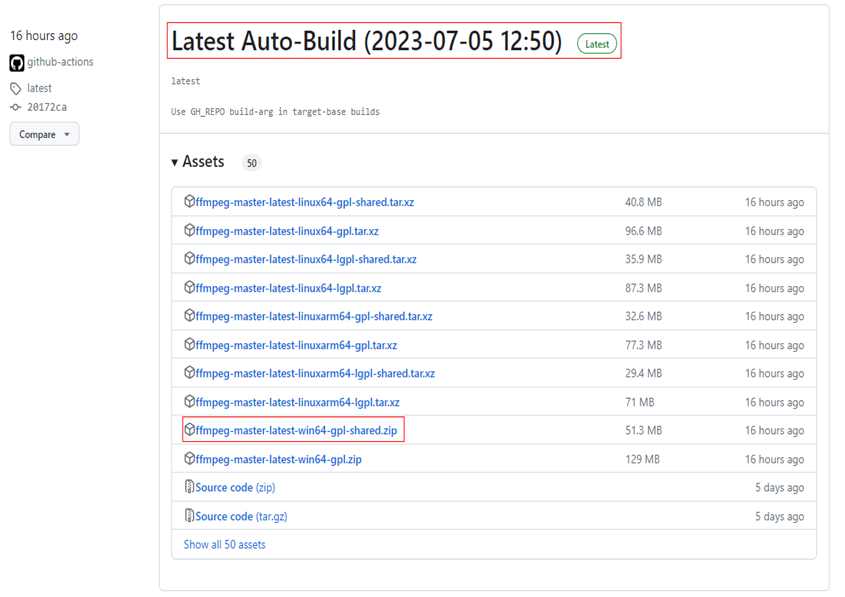 16 hours ago
github-actions
latest
20172ca
Compare
Latest Auto-Build (2023-07-05 12:50) Latest
latest
Use GH_REPO build-arg in target-base builds
Assets 50
ffmpeg-master-latest-linux64-gpl-shared.tar.xz 40.8 MB 16 hours ago
ffmpeg-master-latest-linux64-gpl.tar.xz 96.6 MB 16 hours ago
ffmpeg-master-latest-linux64-lgpl-shared.tar.xz 35.9 MB 16 hours ago
ffmpeg-master-latest-linux64-lgpl.tar.xz 87.3 MB 16 hours ago
ffmpeg-master-latest-linuxarm64-gpl-shared.tar.xz 32.6 MB 16 hours ago
ffmpeg-master-latest-linuxarm64-gpl.tar.xz 77.3 MB 16 hours ago
ffmpeg-master-latest-linuxarm64-lgpl-shared.tar.xz 29.4 MB 16 hours ago
ffmpeg-master-latest-linuxarm64-lgpl.tar.xz 71 MB 16 hours ago
ffmpeg-master-latest-win64-gpl-shared.zip 51.3 MB 16 hours ago
ffmpeg-master-latest-win64-gpl.zip 129 MB 16 hours ago
Source code (zip) 5 days ago
Source code (tar.gz) 5 days ago
Show all 50 assets